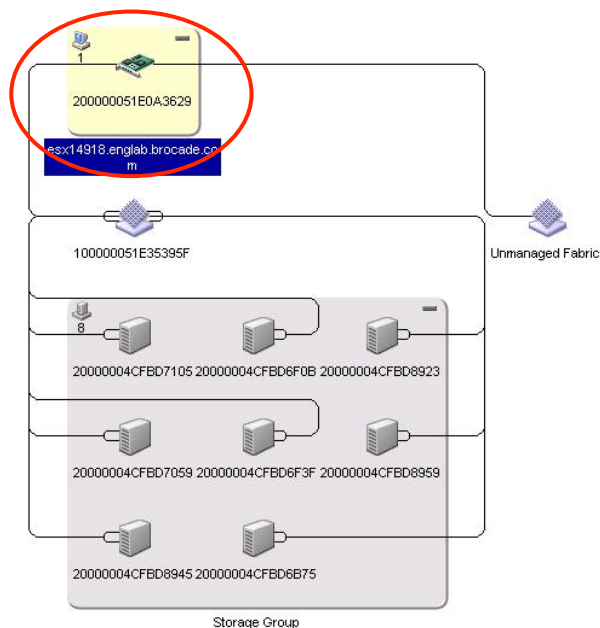 1
200000051E0A3629
esx14918.englab.brocade.co
m
100000051E35395F
Unmanaged Fabric
8
20000004CFBD7105 20000004CFBD6F0B 20000004CFBD8923
20000004CFBD7059 20000004CFBD6F3F 20000004CFBD8959
20000004CFBD8945 20000004CFBD6B75
Storage Group